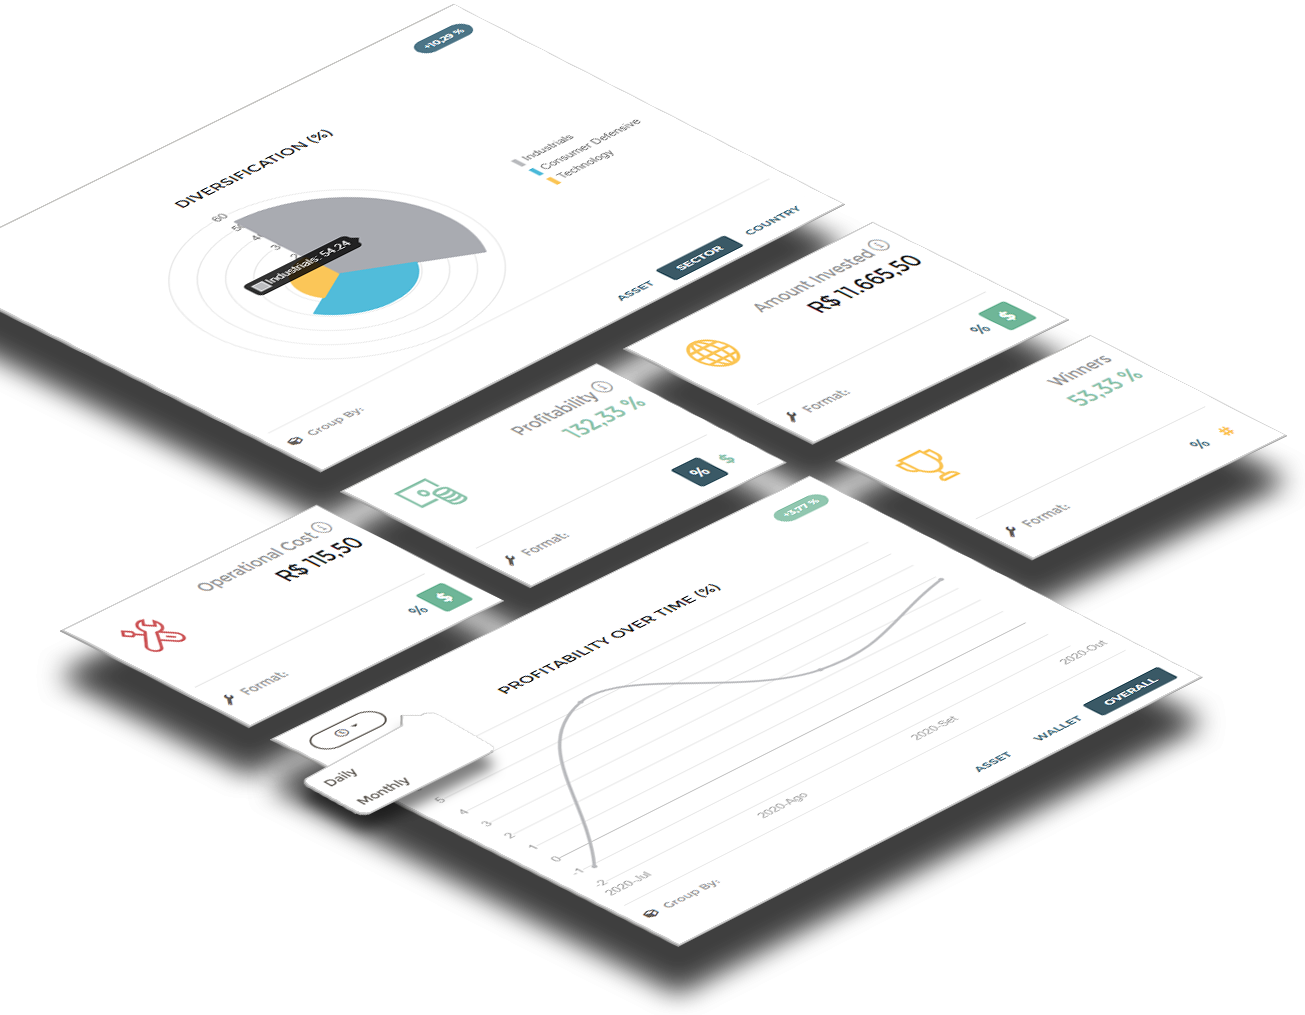 +10,29 %
DIVERSIFICATION (%)
Industrials
Consumer Defensive
Technology
60
5
4
3
2
Industrials: 54.24
Group By:
ASSET
SECTOR
COUNTRY
Amount Invested
R$ 11.665,50
Format:
%
$
Profitability
132,33 %
Format:
%
$
Winners
53,33 %
Format:
%
#
Operational Cost
R$ 115,50
Format:
%
$
+3,77 %
PROFITABILITY OVER TIME (%)
Daily
Monthly
5
4
3
2
1
0
-1
-2
2020-Jul
2020-Ago
2020-Set
2020-Out
Group By:
ASSET
WALLET
OVERALL